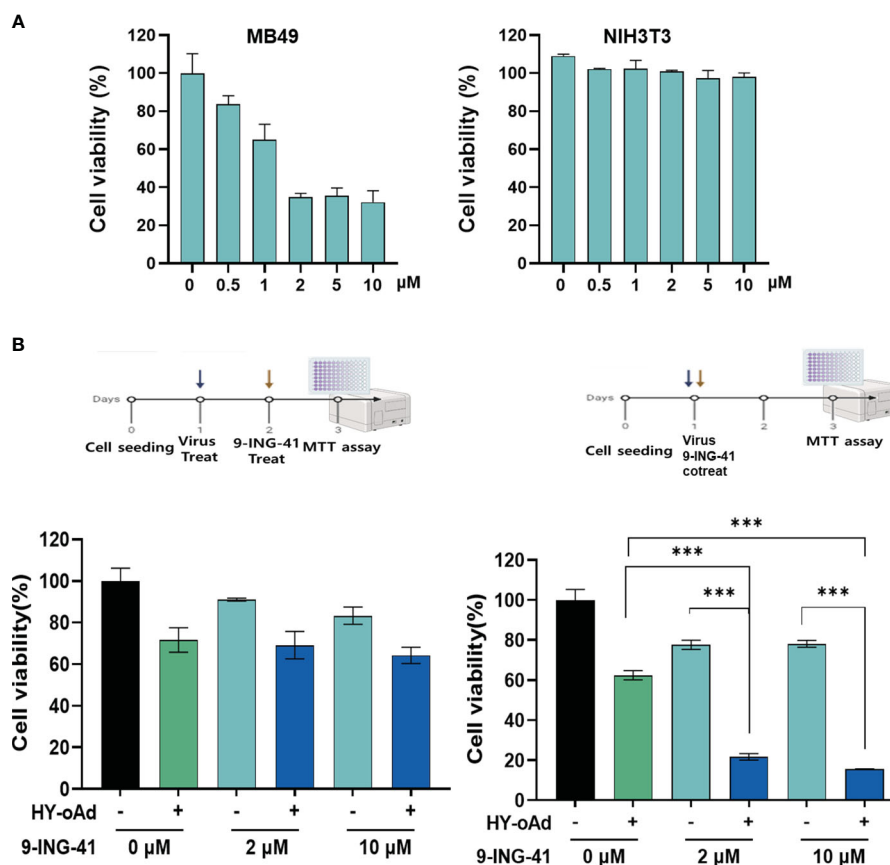 A
MB49
Cell viability (%)
120
100
80
60
40
20
0
0 0.5 1 2 5 10 µM
NIH3T3
Cell viability (%)
120
100
80
60
40
20
0
0 0.5 1 2 5 10 µM
B
Days
0 1 2 3
Cell seeding Virus Treat 9-ING-41 Treat MTT assay
Days
0 1 2 3
Cell seeding Virus 9-ING-41 cotreat MTT assay
Cell viability(%)
120
100
80
60
40
20
0
HY-oAd - + - + - +
9-ING-41 0 µM 2 µM 10 µM
Cell viability(%)
120
100
80
60
40
20
0
***
***
***
***
HY-oAd - + - + - +
9-ING-41 0 µM 2 µM 10 µM